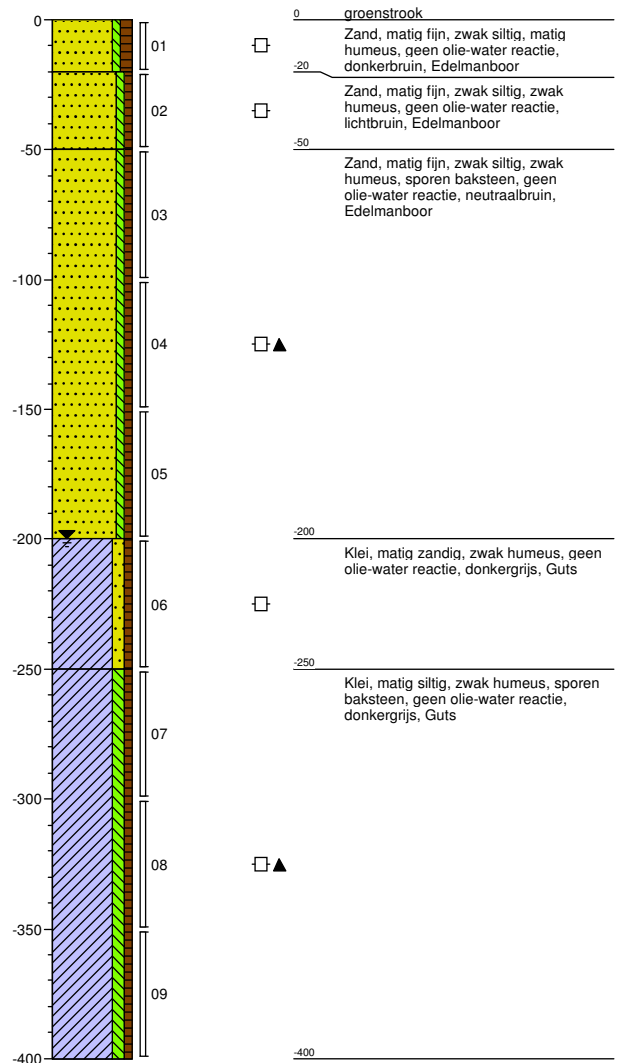 0
-50
-100
-150
-200
-250
-300
-350
-400
01
02
03
04
05
06
07
08
09
0
groenstrook
Zand, matig fijn, zwak siltig, matig
humeus, geen olie-water reactie,
donkerbruin, Edelmanboor
-20
Zand, matig fijn, zwak siltig, zwak
humeus, geen olie-water reactie,
lichtbruin, Edelmanboor
-50
Zand, matig fijn, zwak siltig, zwak
humeus, sporen baksteen, geen
olie-water reactie, neutraalbruin,
Edelmanboor
-200
Klei, matig zandig, zwak humeus, geen
olie-water reactie, donkergrijs, Guts
-250
Klei, matig siltig, zwak humeus, sporen
baksteen, geen olie-water reactie,
donkergrijs, Guts
-400